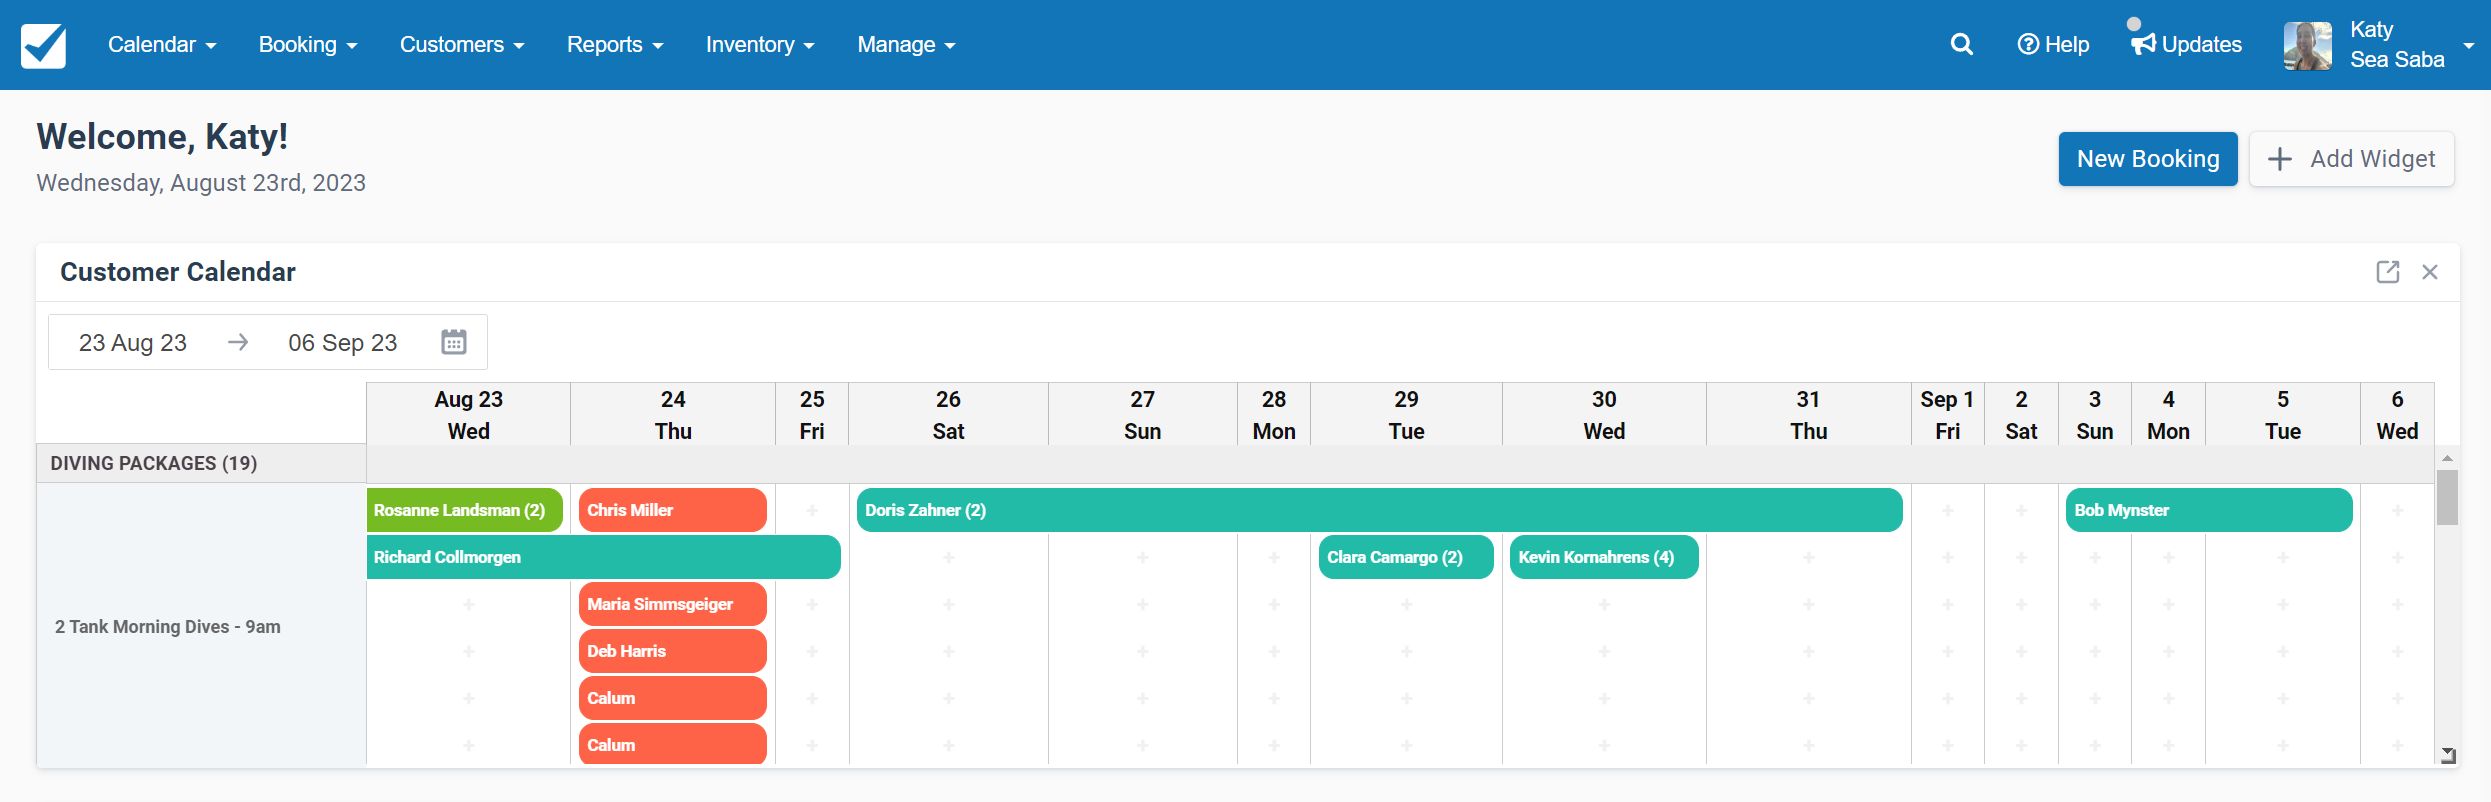 Calendar Booking Customers Reports Inventory Manage Help Updates Katy
Sea Saba
Welcome, Katy!
Wednesday, August 23rd, 2023
New Booking
Add Widget
Customer Calendar
23 Aug 23 → 06 Sep 23
Aug 23 24 25 26 27 28 29 30 31 Sep 1 2 3 4 5 6
Wed Thu Fri Sat Sun Mon Tue Wed Thu Fri Sat Sun Mon Tue Wed
DIVING PACKAGES (19)
Rosanne Landsman (2) Chris Miller Doris Zahner (2) Bob Mynster
Richard Collmorgen Clara Camargo (2) Kevin Kornahrens (4)
Maria Simmsgeiger
2 Tank Morning Dives - 9am
Deb Harris
Calum
Calum